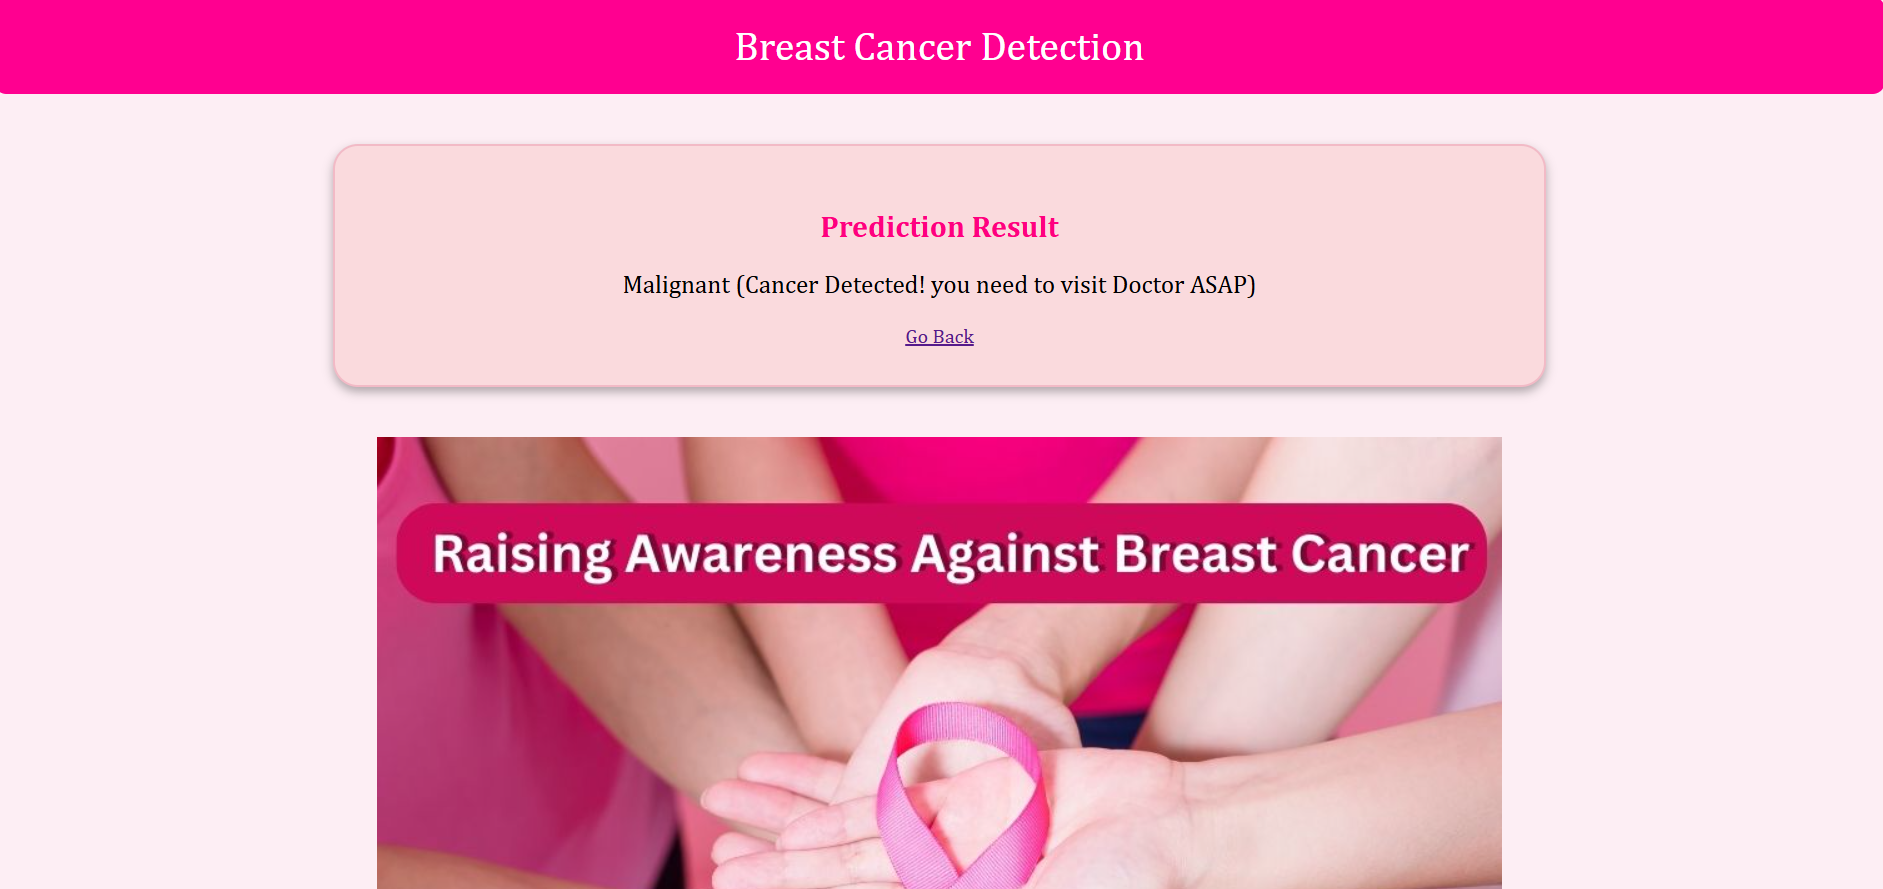 Breast Cancer Detection
Prediction Result
Malignant (Cancer Detected! you need to visit Doctor ASAP)
Go Back
Raising Awareness Against Breast Cancer